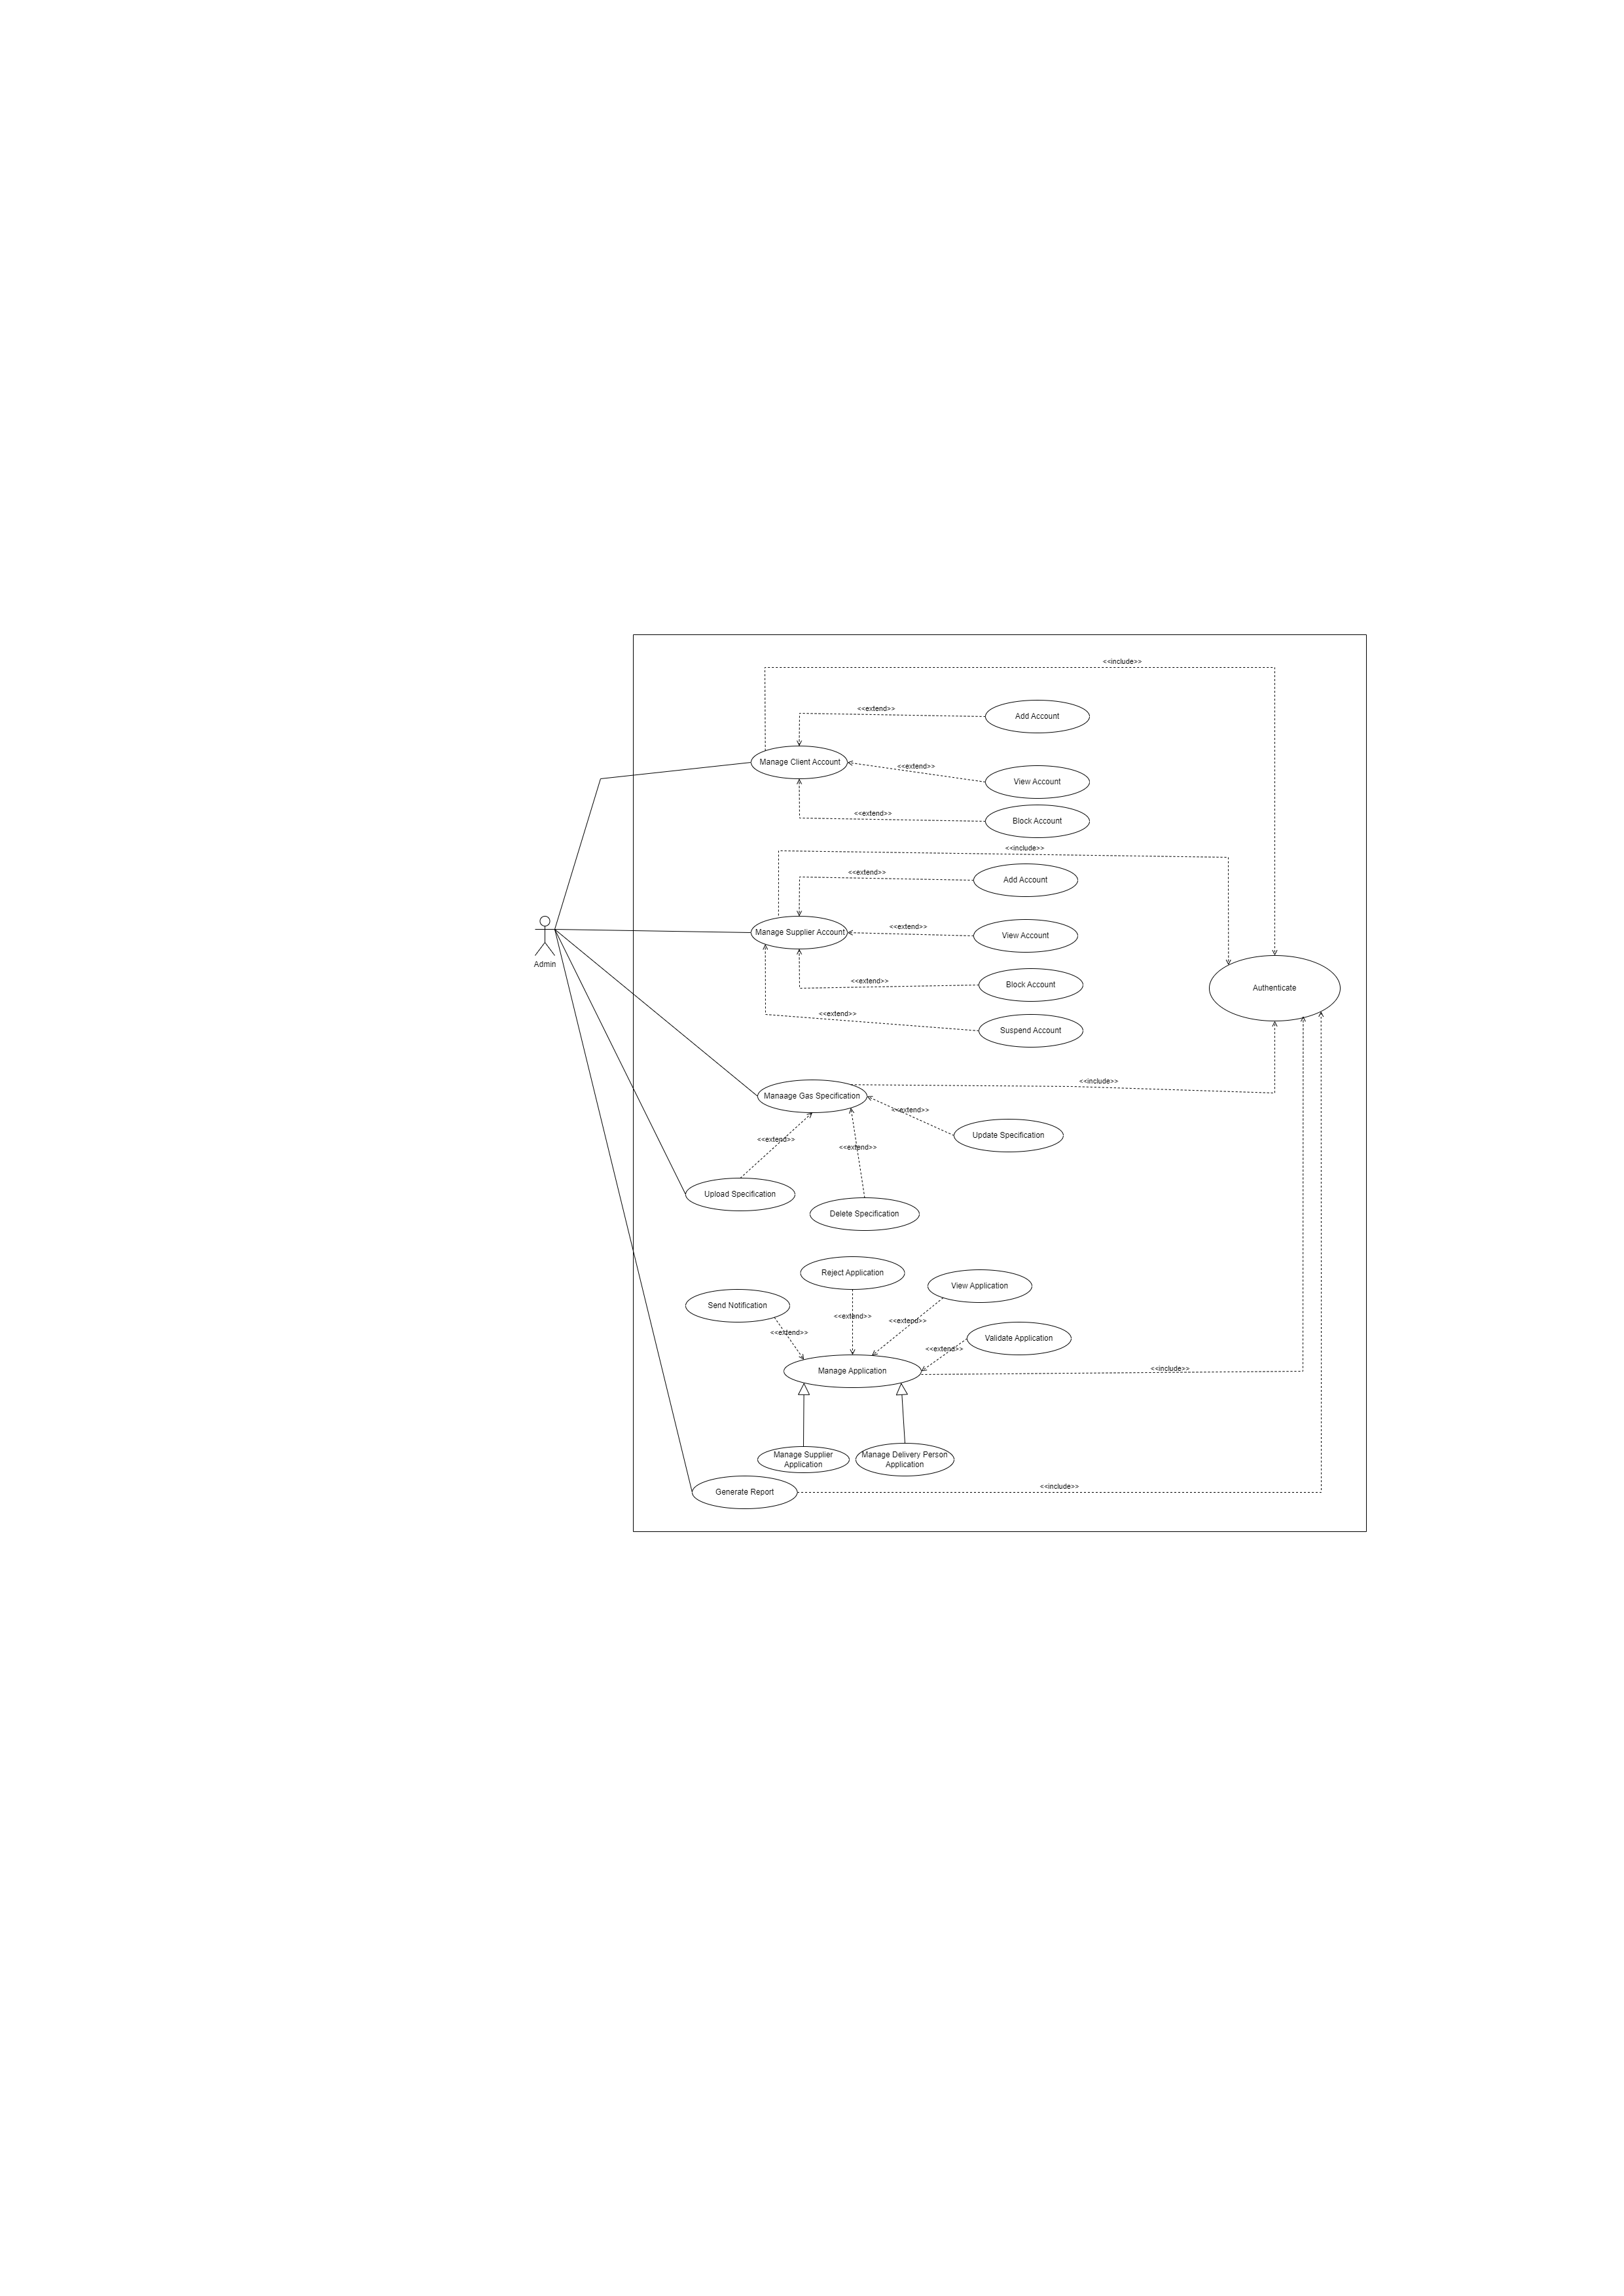 <<include>>
<<extend>>
Add Account
Manage Client Account
<<extend>>
View Account
<<extend>>
Block Account
<<include>>
<<extend>>
Add Account
Manage Supplier Account
<<extend>>
View Account
Admin
<<extend>>
Block Account
Authenticate
<<extend>>
Suspend Account
<<include>>
Manaage Gas Specification
<<extend>>
Update Specification
<<extend>>
<<extend>>
Upload Specification
Delete Specification
Reject Application
View Application
Send Notification
<<extend>>
<<extend>>
<<extend>>
Validate Application
<<extend>>
Manage Application
<<include>>
Manage Supplier
Application
Manage Delivery Person
Application
Generate Report
<<include>>